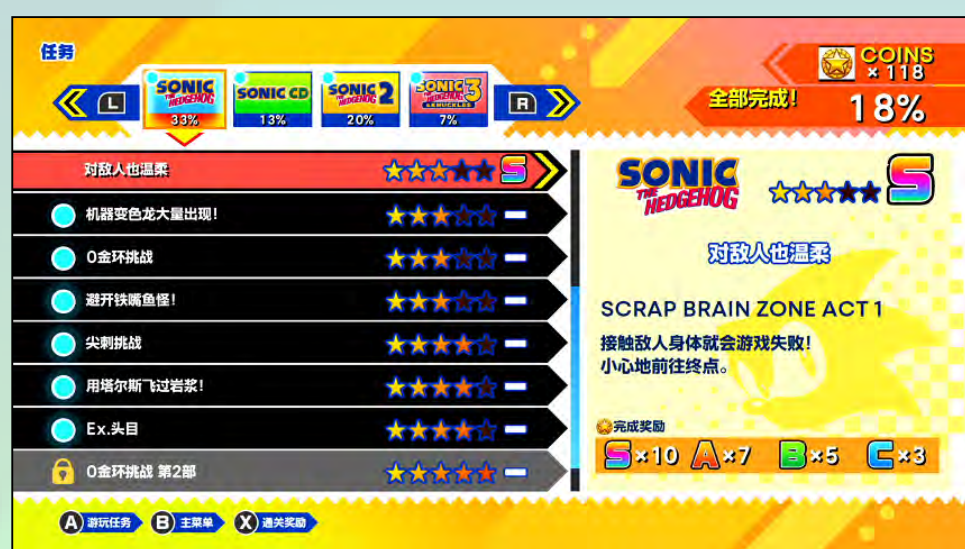 任务
COINS
× 118
全部完成!
18%
L
SONIC
THE
HEDGEHOG
33%
SONIC CD
13%
SONIC 2
20%
SONIC 3
& KNUCKLES
7%
R
对敌人也温柔
S
机器变色龙大量出现!
0金环挑战
避开铁嘴鱼怪!
尖刺挑战
用塔尔斯飞过岩浆!
Ex.头目
0金环挑战 第2部
SONIC
THE
HEDGEHOG
S
对敌人也温柔
SCRAP BRAIN ZONE ACT 1
接触敌人身体就会游戏失败!
小心地前往终点。
完成奖励
S×10 A×7 B×5 C×3
A 游玩任务 B 主菜单 X 通关奖励